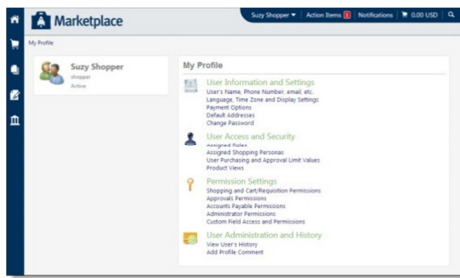 Marketplace
Suzy Shopper Action Items 1 Notifications 0.00 USD
My Profile
Suzy Shopper
shopper
Active
My Profile
User Information and Settings
User's Name, Phone Number, email, etc.
Language, Time Zone and Display Settings
Payment Options
Default Addresses
Change Password
User Access and Security
Assigned Roles
Assigned Shopping Personas
User Purchasing and Approval Limit Values
Product Views
Permission Settings
Shopping and Cart/Requisition Permissions
Approvals Permissions
Accounts Payable Permissions
Administrator Permissions
Custom Field Access and Permissions
User Administration and History
View User's History
Add Profile Comment